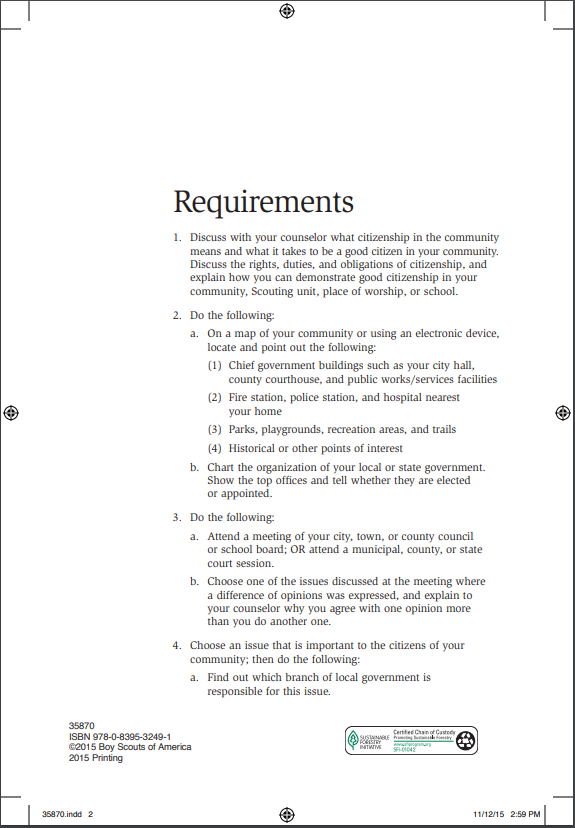 Requirements
1. Discuss with your counselor what citizenship in the community
means and what it takes to be a good citizen in your community.
Discuss the rights, duties, and obligations of citizenship, and
explain how you can demonstrate good citizenship in your
community, Scouting unit, place of worship, or school.
2. Do the following:
a. On a map of your community or using an electronic device,
locate and point out the following:
(1) Chief government buildings such as your city hall,
county courthouse, and public works/services facilities
(2) Fire station, police station, and hospital nearest
your home
(3) Parks, playgrounds, recreation areas, and trails
(4) Historical or other points of interest
b. Chart the organization of your local or state government.
Show the top offices and tell whether they are elected
or appointed.
3. Do the following:
a. Attend a meeting of your city, town, or county council
or school board; OR attend a municipal, county, or state
court session.
b. Choose one of the issues discussed at the meeting where
a difference of opinions was expressed, and explain to
your counselor why you agree with one opinion more
than you do another one.
4. Choose an issue that is important to the citizens of your
community; then do the following:
a. Find out which branch of local government is
responsible for this issue.
35870
ISBN 978-0-8395-3249-1
©2015 Boy Scouts of America
2015 Printing
SUSTAINABLE
FORESTRY
INITIATIVE
Certified Chain of Custody
Promoting Sustainable Forestry
www.sfiprogram.org
SFI-01042
35870.indd 2
11/12/15 2:59 PM